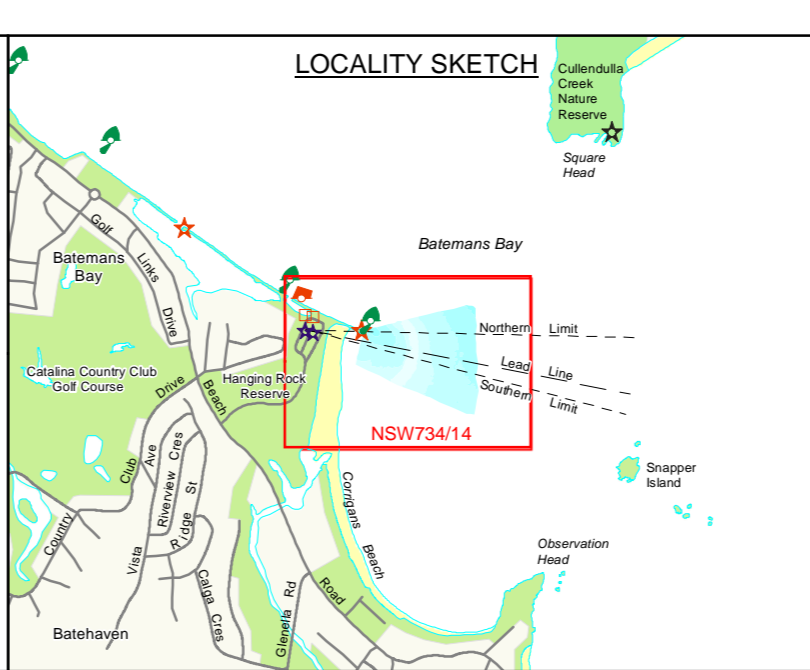 LOCALITY SKETCH
Cullendulla
Creek
Nature
Reserve
Square
Head
Batemans Bay
Golf
Links
Drive
Batemans
Bay
Northern Limit
Lead Line
Southern Limit
Catalina Country Club
Golf Course
Hanging Rock
Reserve
Country Club Drive
Beach Road
NSW734/14
Snapper
Island
Vista Ave
Riverview Cres
Ridge St
Corrigans Beach
Observation
Head
Calga Cres
Glenella Rd
Batehaven